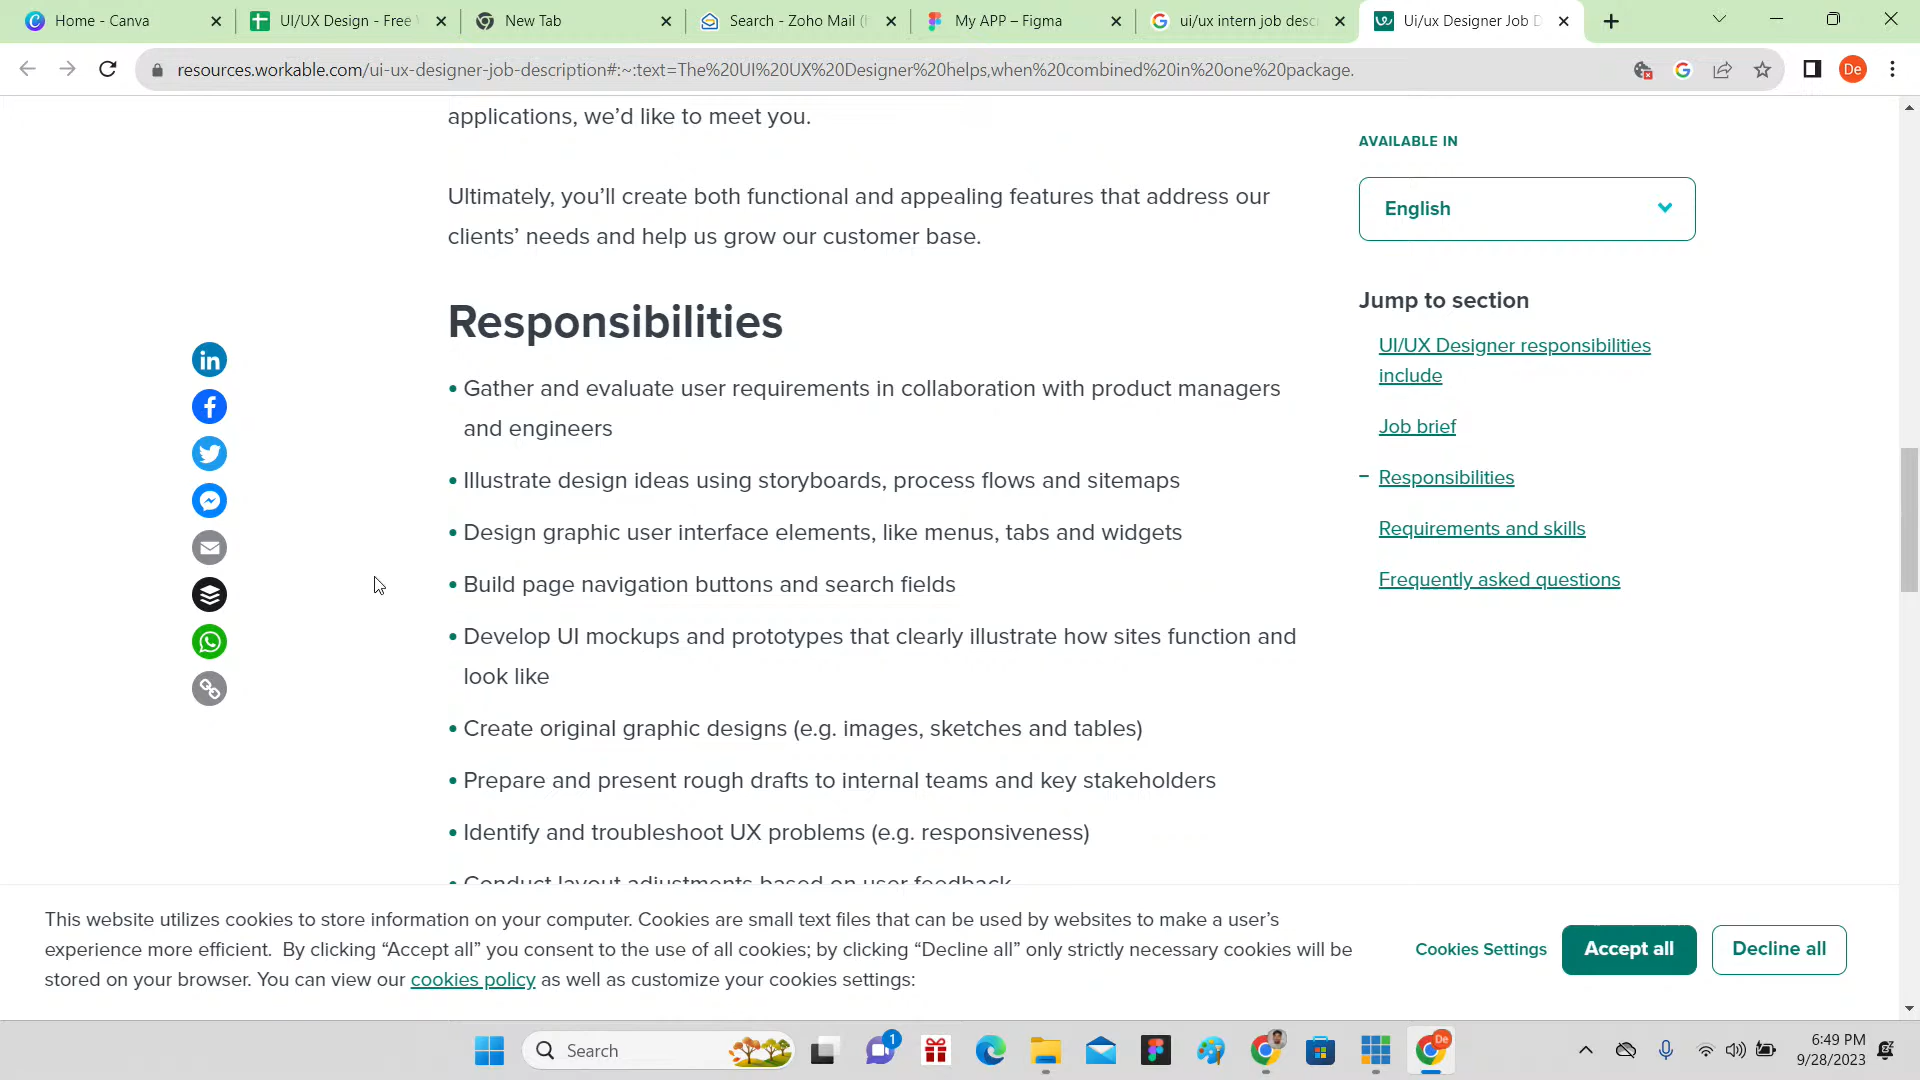 Home - Canva
UI/UX Design - Free
New Tab
Search - Zoho Mail (
My APP – Figma
ui/ux intern job desc
Ui/ux Designer Job D
resources.workable.com/ui-ux-designer-job-description#:~:text=The%20UI%20UX%20Designer%20helps,when%20combined%20in%20one%20package.
De
applications, we’d like to meet you.
Ultimately, you’ll create both functional and appealing features that address our
clients’ needs and help us grow our customer base.
Responsibilities
• Gather and evaluate user requirements in collaboration with product managers
and engineers
• Illustrate design ideas using storyboards, process flows and sitemaps
• Design graphic user interface elements, like menus, tabs and widgets
• Build page navigation buttons and search fields
• Develop UI mockups and prototypes that clearly illustrate how sites function and
look like
• Create original graphic designs (e.g. images, sketches and tables)
• Prepare and present rough drafts to internal teams and key stakeholders
• Identify and troubleshoot UX problems (e.g. responsiveness)
• Conduct layout adjustments based on user feedback
AVAILABLE IN
English
Jump to section
UI/UX Designer responsibilities
include
Job brief
Responsibilities
Requirements and skills
Frequently asked questions
This website utilizes cookies to store information on your computer. Cookies are small text files that can be used by websites to make a user’s
experience more efficient. By clicking “Accept all” you consent to the use of all cookies; by clicking “Decline all” only strictly necessary cookies will be
stored on your browser. You can view our cookies policy as well as customize your cookies settings:
Cookies Settings
Accept all
Decline all
Search
1
De
6:49 PM
9/28/2023